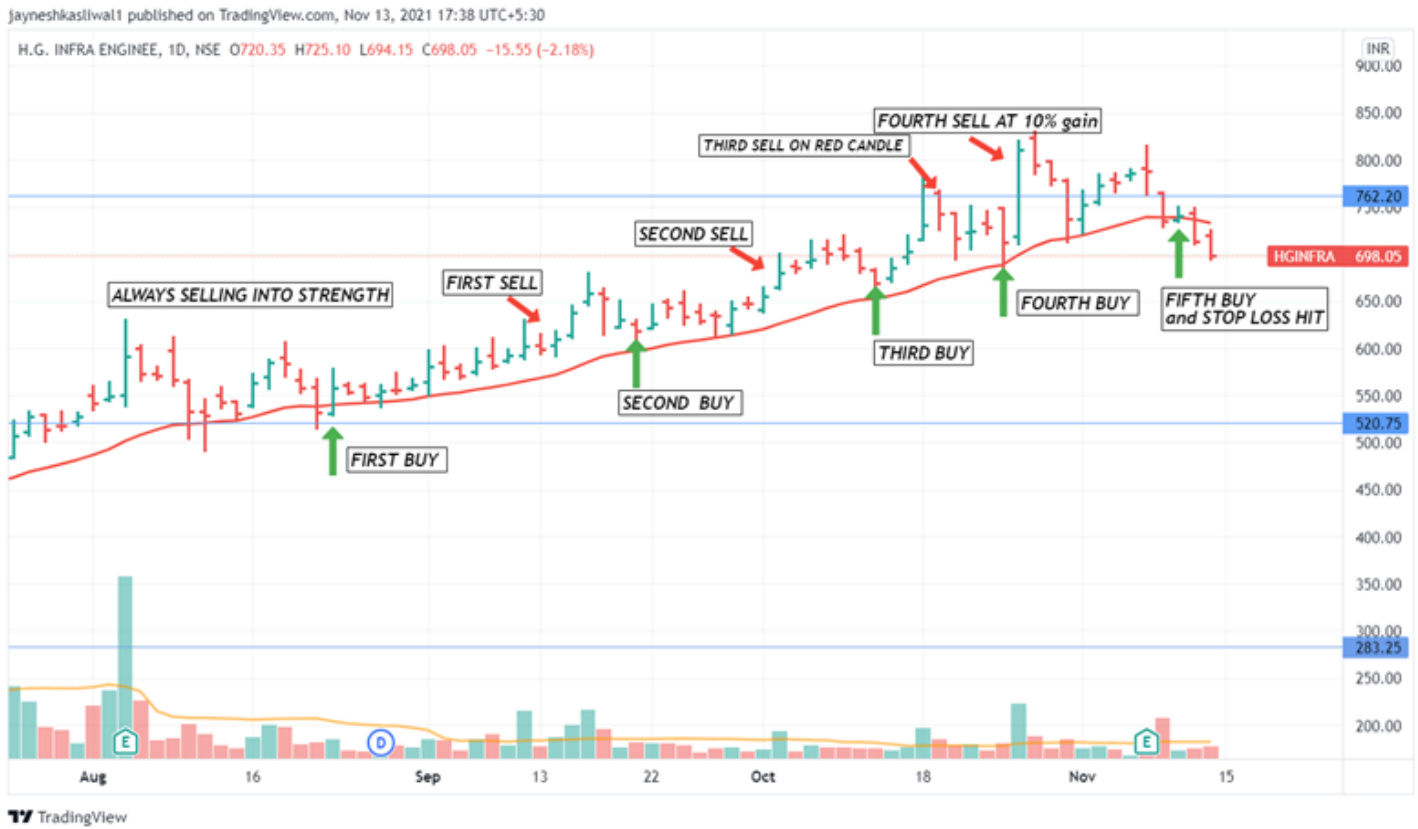 jayneshkasliwal1 published on TradingView.com, Nov 13, 2021 17:38 UTC+5:30
H.G. INFRA ENGINEE, 1D, NSE O720.35 H725.10 L694.15 C698.05 −15.55 (−2.18%)
INR
900.00
850.00
FOURTH SELL AT 10% gain
THIRD SELL ON RED CANDLE
800.00
762.20
750.00
SECOND SELL
HGINFRA 698.05
FIRST SELL
ALWAYS SELLING INTO STRENGTH
650.00
FOURTH BUY
FIFTH BUY
and STOP LOSS HIT
600.00
THIRD BUY
550.00
SECOND BUY
520.75
500.00
FIRST BUY
450.00
400.00
350.00
300.00
283.25
250.00
200.00
E
D
E
Aug 16 Sep 13 22 Oct 18 Nov 15
TradingView